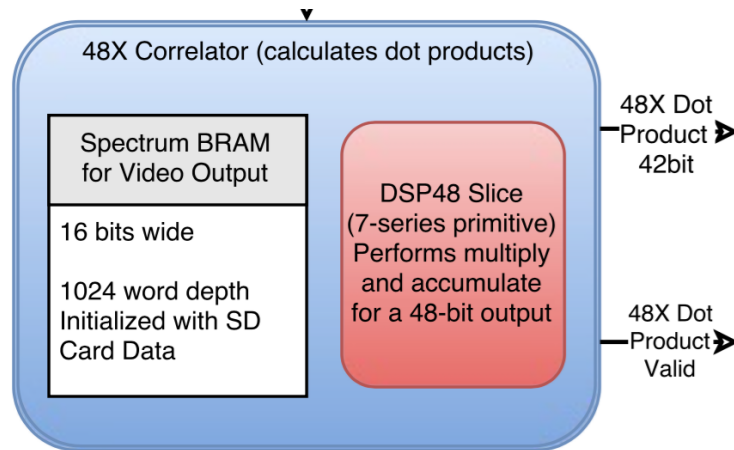 48X Correlator (calculates dot products)
Spectrum BRAM
for Video Output
16 bits wide
1024 word depth
Initialized with SD
Card Data
DSP48 Slice
(7-series primitive)
Performs multiply
and accumulate
for a 48-bit output
48X Dot
Product
42bit
48X Dot
Product
Valid